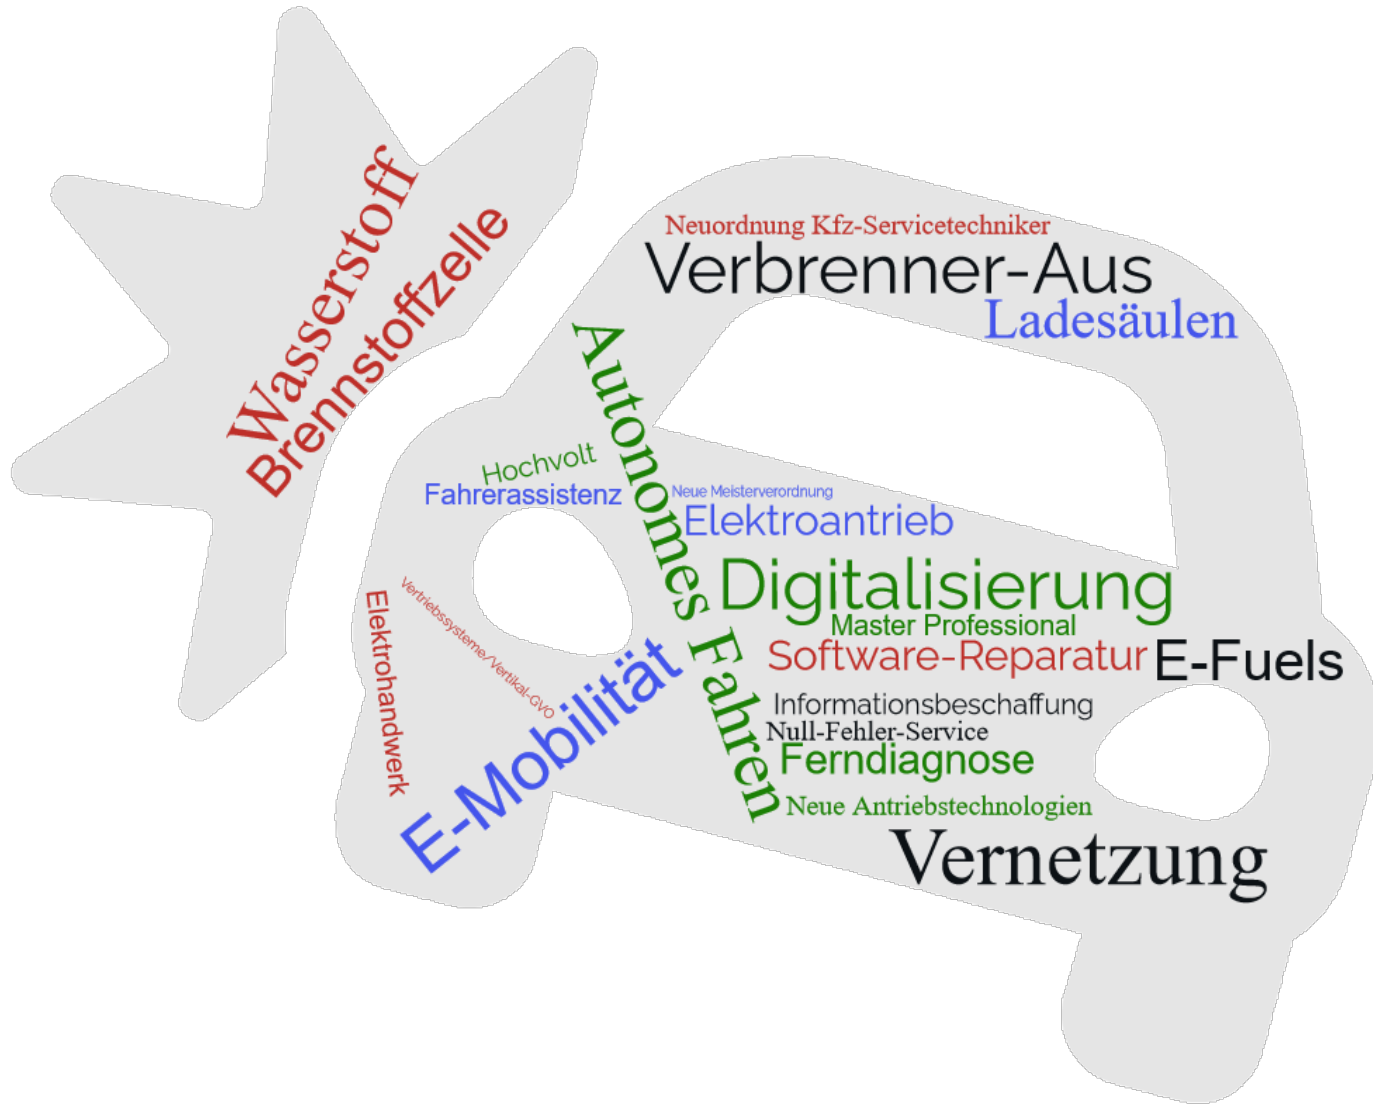 Wasserstoff
Brennstoffzelle
Neuordnung Kfz-Servicetechniker
Verbrenner-Aus
Ladesäulen
Autonomes Fahren
Hochvolt
Fahrerassistenz
Neue Meisterverordnung
Elektroantrieb
Digitalisierung
Master Professional
Software-Reparatur
E-Fuels
Vertriebssysteme/Vertikal-GVO
Elektrohandwerk
E-Mobilität
Informationsbeschaffung
Null-Fehler-Service
Ferndiagnose
Neue Antriebstechnologien
Vernetzung